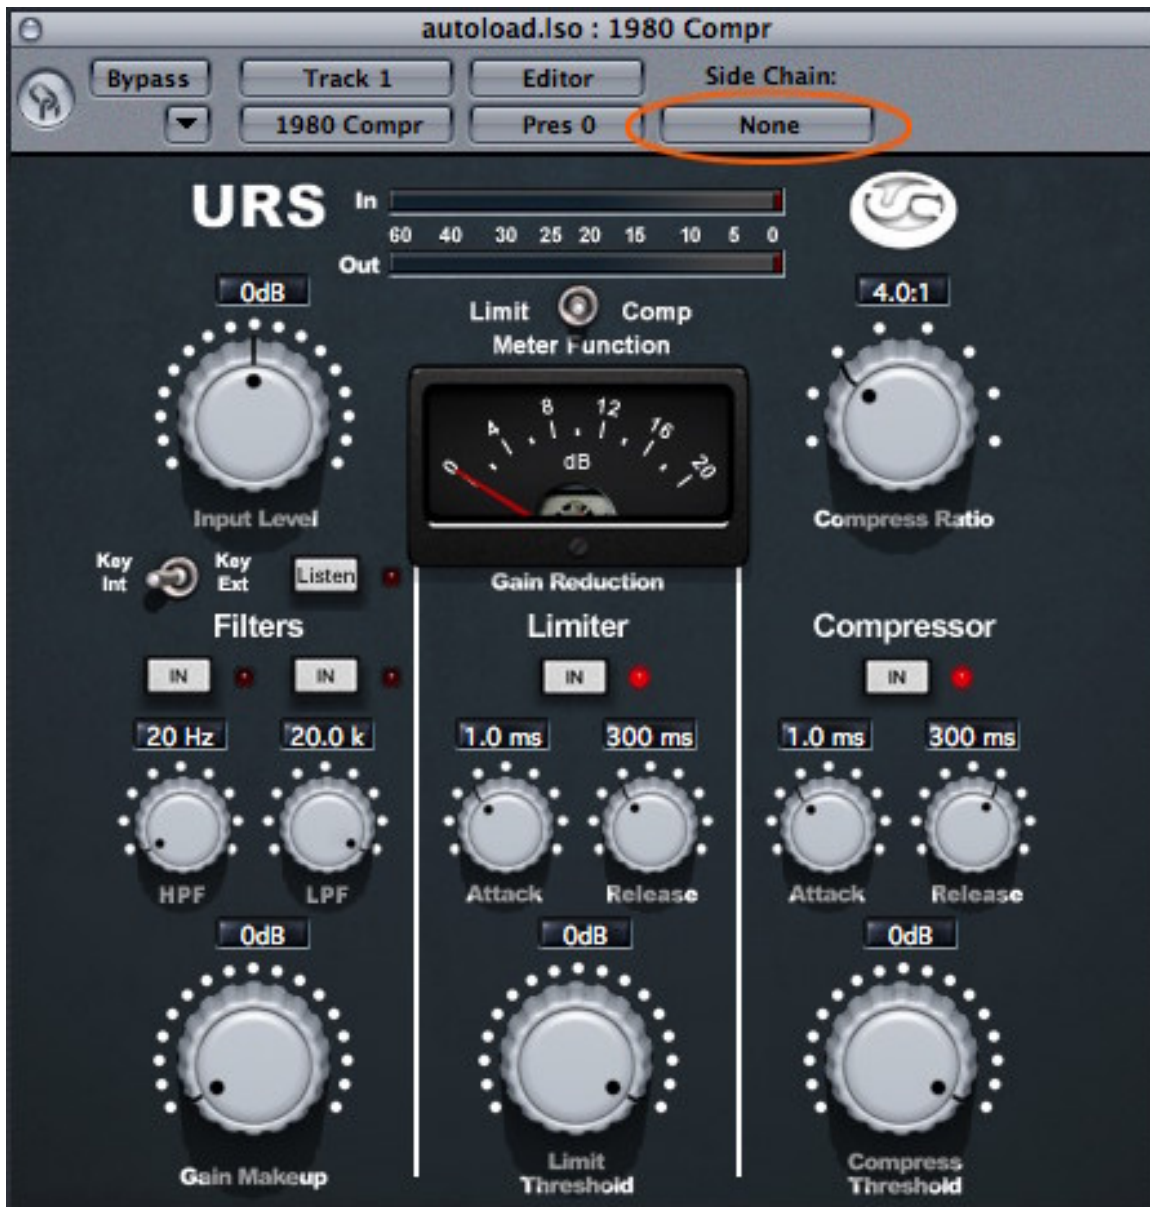 autoload.lso : 1980 Compr
Bypass Track 1 Editor Side Chain:
1980 Compr Pres 0 None
URS In
60 40 30 25 20 15 10 5 0
Out
0dB Limit Comp 4.0:1
Meter Function
0 4 8 12 16 20
dB
Input Level Compress Ratio
Key Int Key Ext Listen Gain Reduction
Filters Limiter Compressor
IN IN IN IN
20 Hz 20.0 k 1.0 ms 300 ms 1.0 ms 300 ms
HPF LPF Attack Release Attack Release
0dB 0dB 0dB
Gain Makeup Limit Threshold Compress Threshold